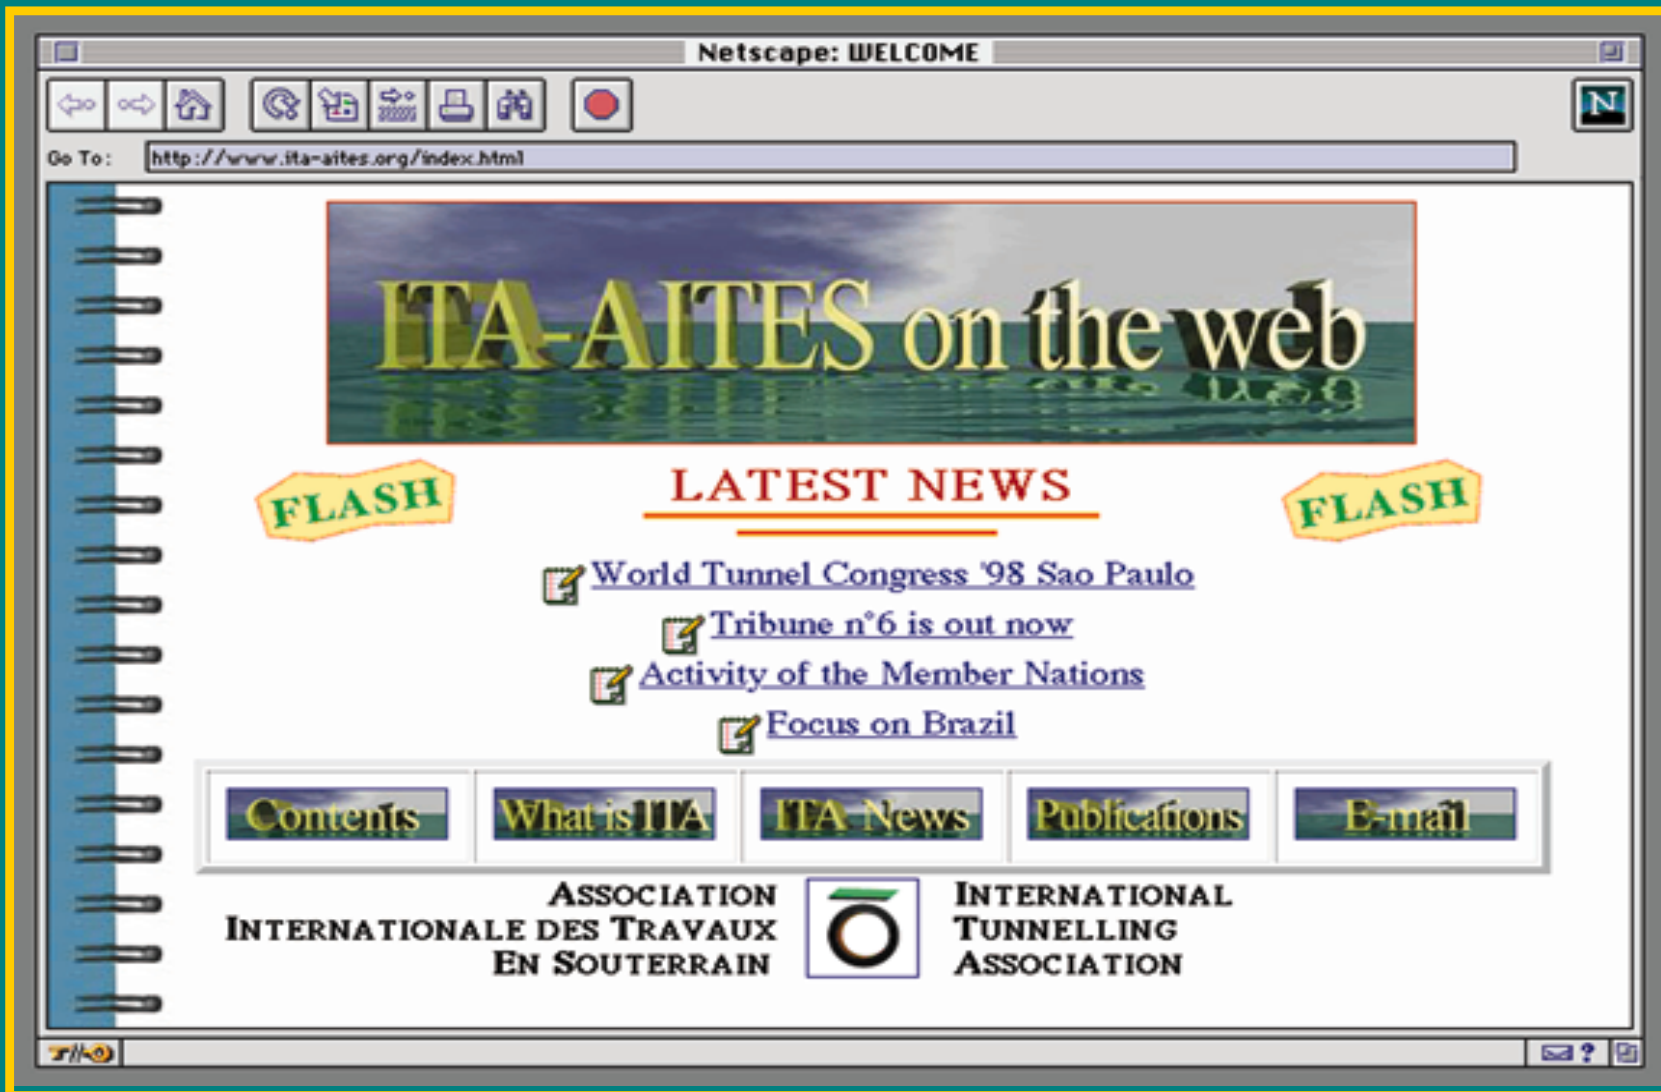 Netscape: WELCOME
N
Go To: http://www.ita-aites.org/index.html
ITA-AITES on the web
FLASH
LATEST NEWS
FLASH
World Tunnel Congress '98 Sao Paulo
Tribune n°6 is out now
Activity of the Member Nations
Focus on Brazil
Contents
What is ITA
ITA News
Publications
E-mail
ASSOCIATION
INTERNATIONALE DES TRAVAUX
EN SOUTERRAIN
INTERNATIONAL
TUNNELLING
ASSOCIATION
?